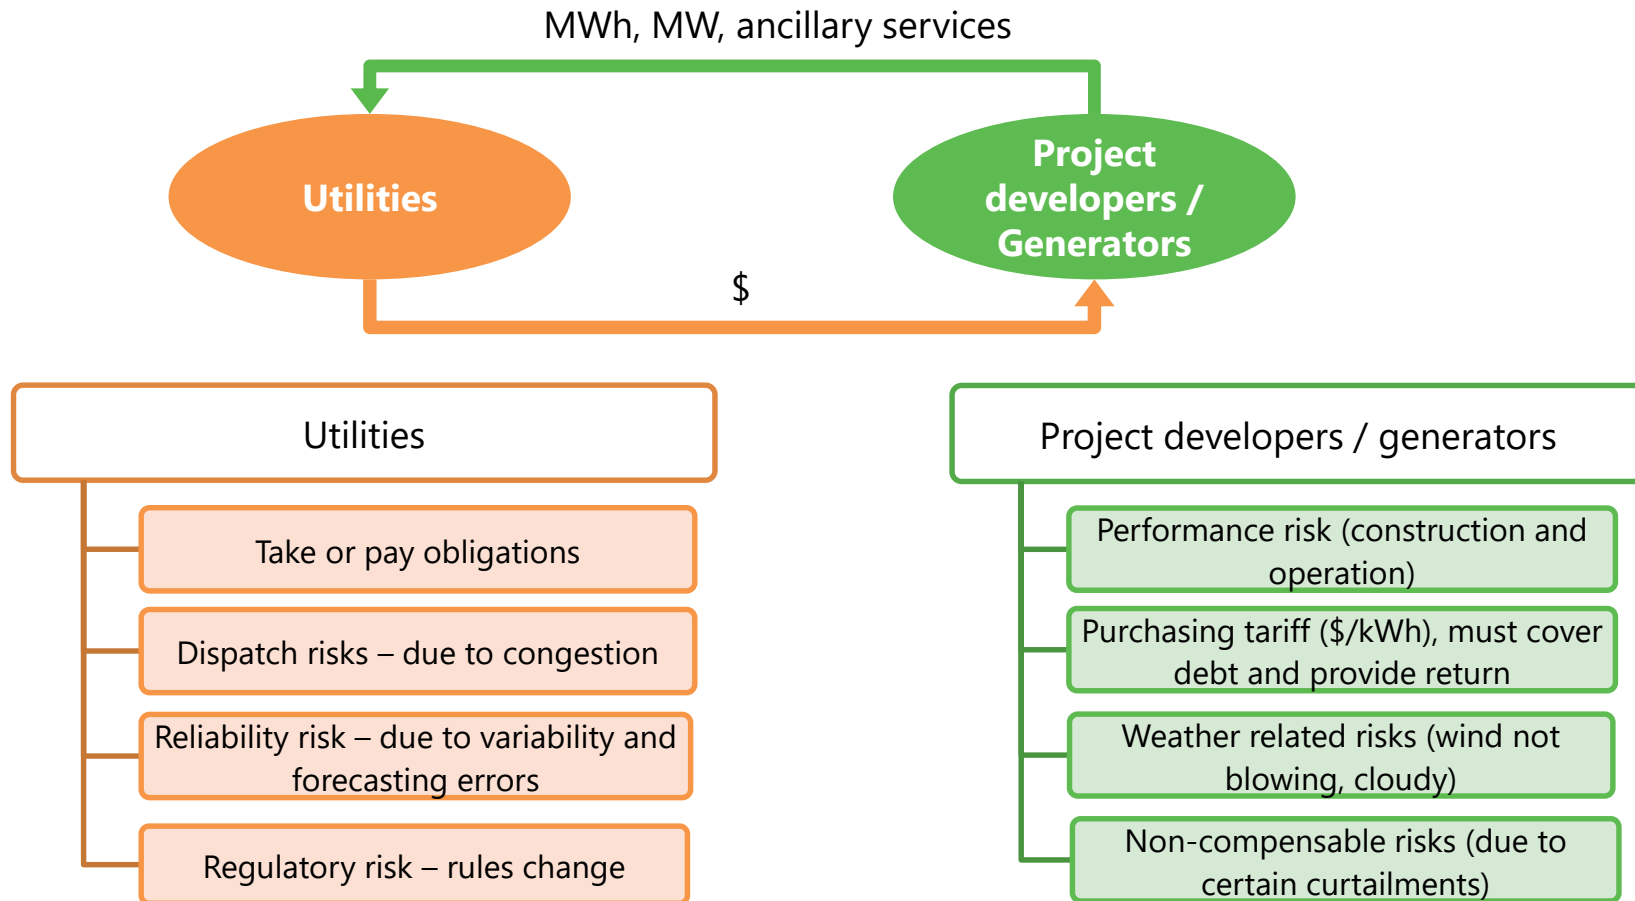 MWh, MW, ancillary services
Utilities
Project
developers /
Generators
$
Utilities
Take or pay obligations
Dispatch risks – due to congestion
Reliability risk – due to variability and
forecasting errors
Regulatory risk – rules change
Project developers / generators
Performance risk (construction and
operation)
Purchasing tariff ($/kWh), must cover
debt and provide return
Weather related risks (wind not
blowing, cloudy)
Non-compensable risks (due to
certain curtailments)